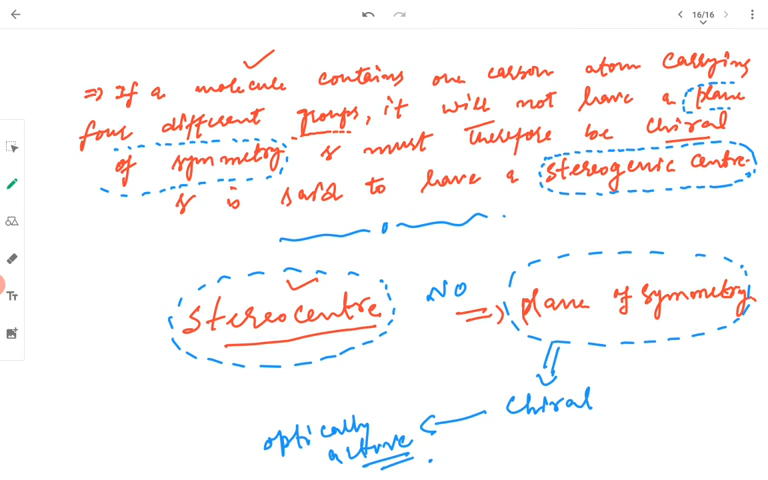 16/16
⇒ If a molecule contains one carbon atom carrying
four different groups, it will not have a plane
of symmetry & must therefore be chiral
& is said to have a stereogenic centre.
Stereocentre NO ⇒ plane of symmetry
chiral
optically
active.
Tт